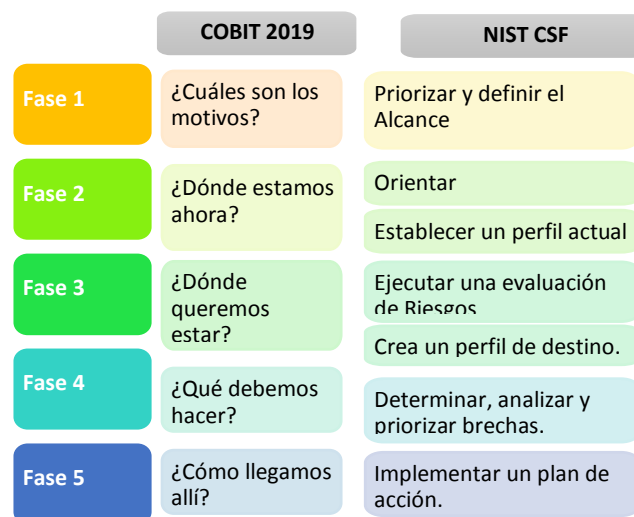 COBIT 2019
NIST CSF
Fase 1
¿Cuáles son los
motivos?
Priorizar y definir el
Alcance
Fase 2
¿Dónde estamos
ahora?
Orientar
Establecer un perfil actual
Fase 3
¿Dónde
queremos
estar?
Ejecutar una evaluación
de Riesgos
Crea un perfil de destino.
Fase 4
¿Qué debemos
hacer?
Determinar, analizar y
priorizar brechas.
Fase 5
¿Cómo llegamos
allí?
Implementar un plan de
acción.